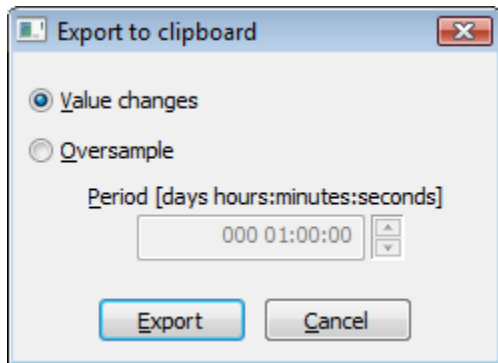 Export to clipboard
Value changes
Oversample
Period [days hours:minutes:seconds]
000 01:00:00
Export Cancel